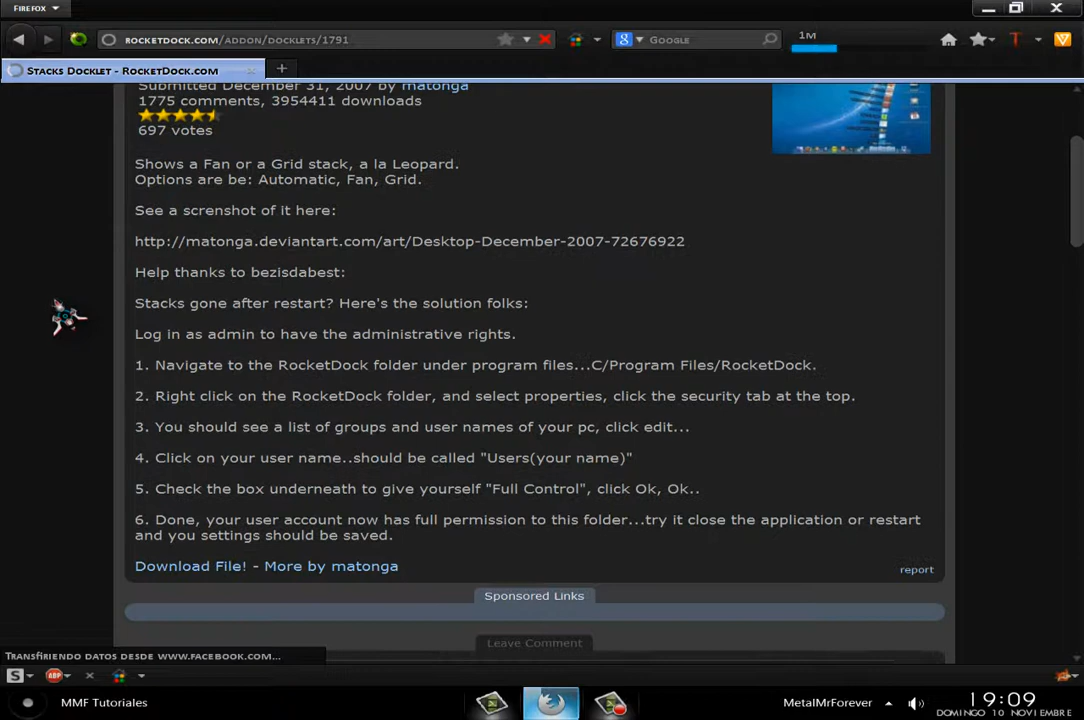 FIREFOX
ROCKETDOCK.COM/ADDON/DOCKLETS/1791
GOOGLE
1M
STACKS DOCKLET - ROCKETDOCK.COM
Submitted December 31, 2007 by matonga
1775 comments, 3954411 downloads
697 votes
Shows a Fan or a Grid stack, a la Leopard.
Options are be: Automatic, Fan, Grid.
See a screnshot of it here:
http://matonga.deviantart.com/art/Desktop-December-2007-72676922
Help thanks to bezisdabest:
Stacks gone after restart? Here's the solution folks:
Log in as admin to have the administrative rights.
1. Navigate to the RocketDock folder under program files...C/Program Files/RocketDock.
2. Right click on the RocketDock folder, and select properties, click the security tab at the top.
3. You should see a list of groups and user names of your pc, click edit...
4. Click on your user name..should be called "Users(your name)"
5. Check the box underneath to give yourself "Full Control", click Ok, Ok..
6. Done, your user account now has full permission to this folder...try it close the application or restart
and you settings should be saved.
Download File! - More by matonga
report
Sponsored Links
Leave Comment
TRANSFIRIENDO DATOS DESDE WWW.FACEBOOK.COM...
S
ABP
MMF Tutoriales
MetalMrForever
19:09
DOMINGO 10 NOVIEMBRE